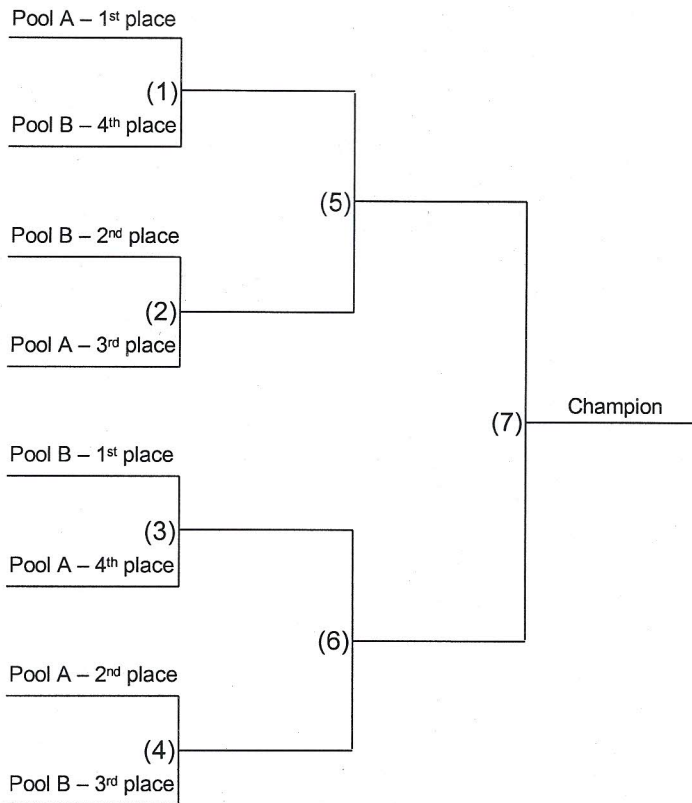 Pool A – 1st place
(1)
Pool B – 4th place
(5)
Pool B – 2nd place
(2)
Pool A – 3rd place
(7)
Champion
Pool B – 1st place
(3)
Pool A – 4th place
(6)
Pool A – 2nd place
(4)
Pool B – 3rd place